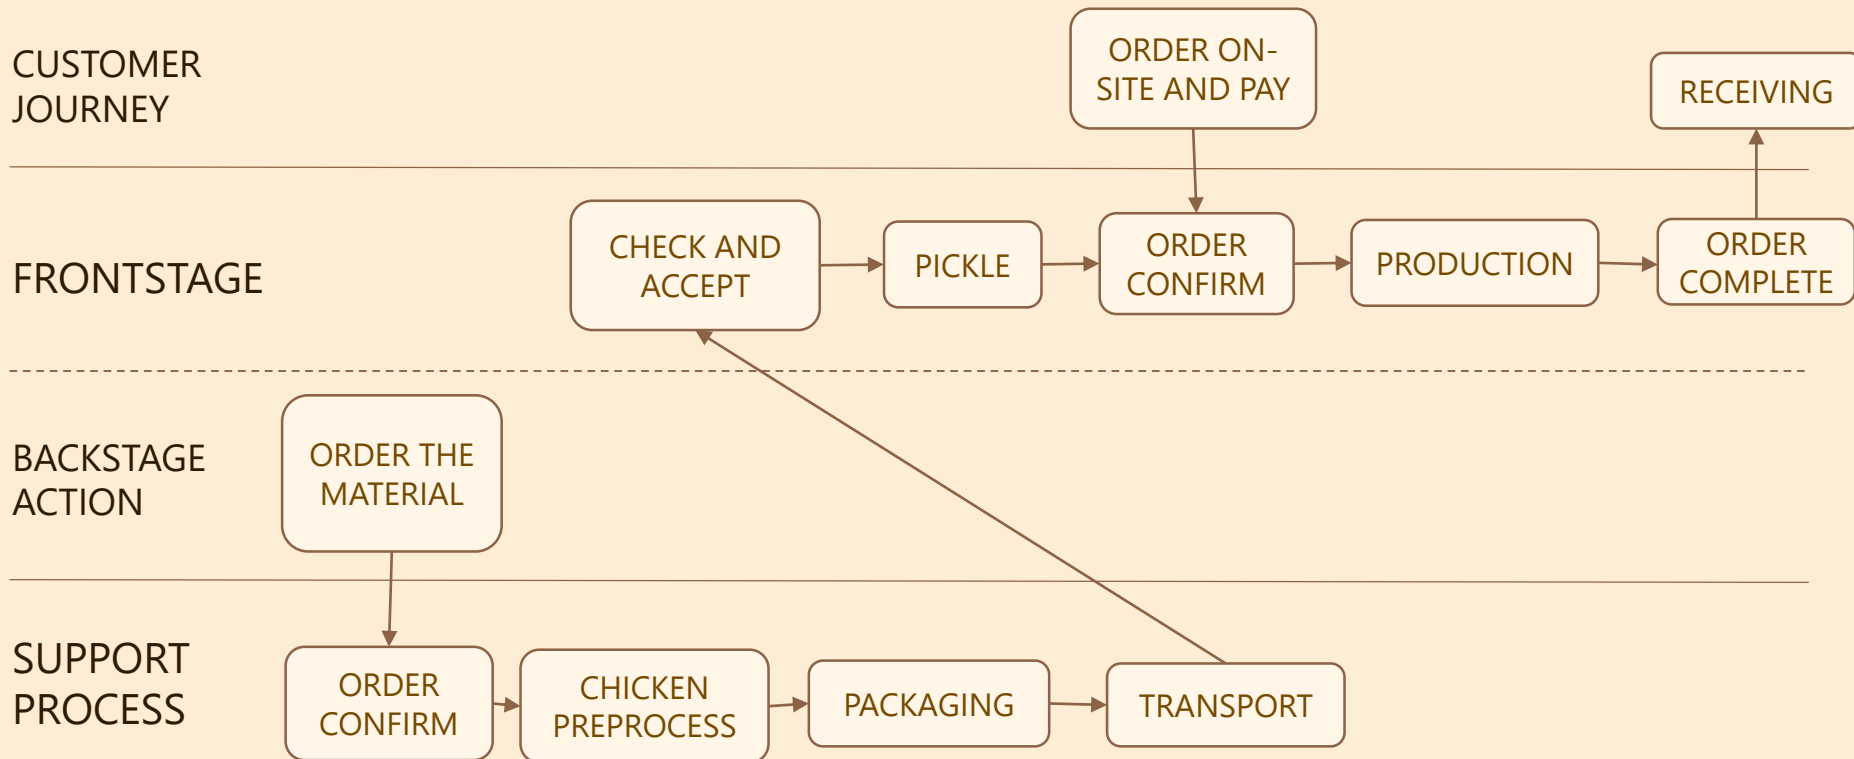 CUSTOMER
JOURNEY
ORDER ON-
SITE AND PAY
RECEIVING
FRONTSTAGE
CHECK AND
ACCEPT
PICKLE
ORDER
CONFIRM
PRODUCTION
ORDER
COMPLETE
BACKSTAGE
ACTION
ORDER THE
MATERIAL
SUPPORT
PROCESS
ORDER
CONFIRM
CHICKEN
PREPROCESS
PACKAGING
TRANSPORT